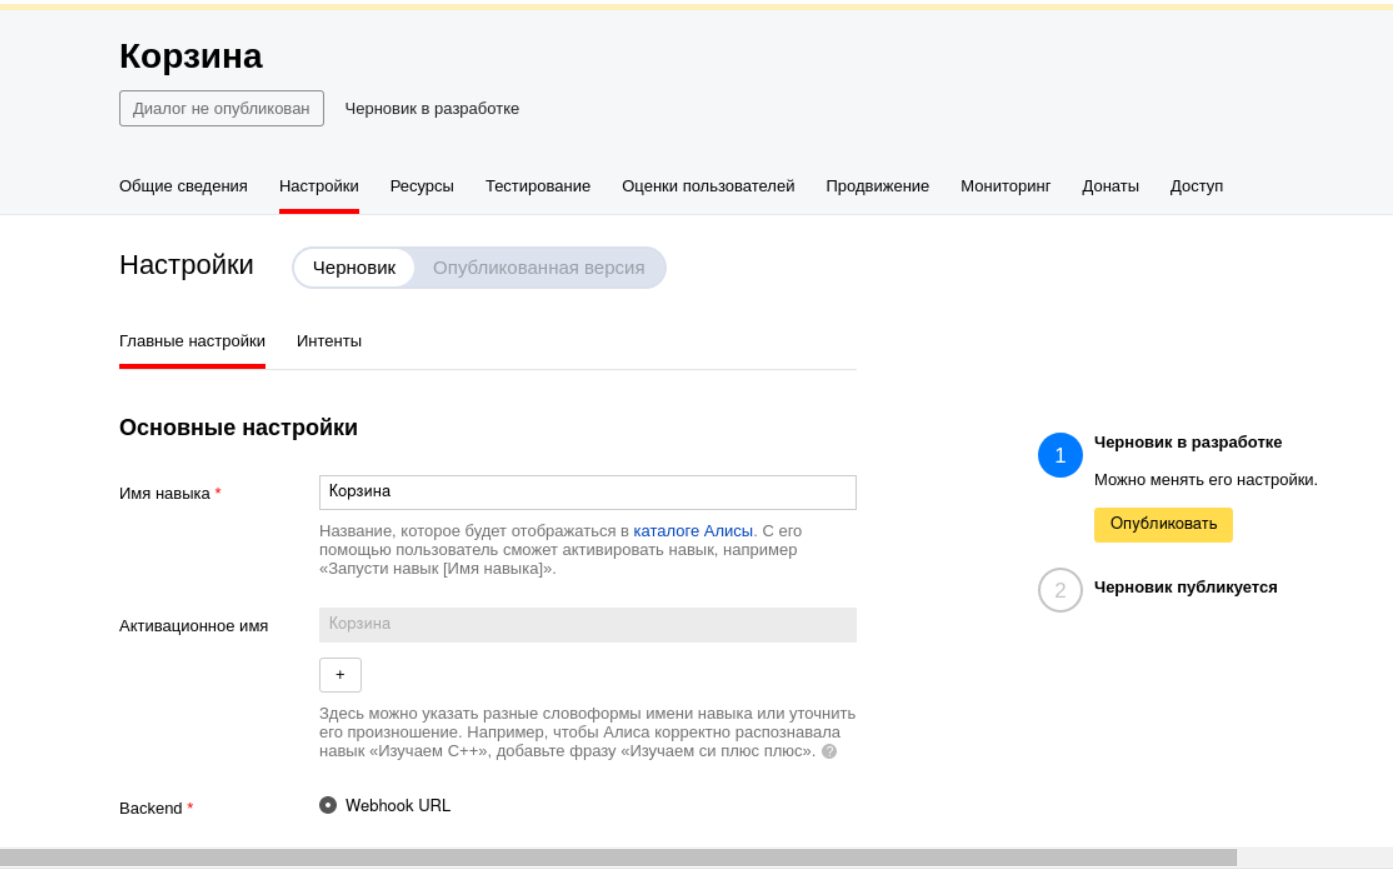 Корзина
Диалог не опубликован Черновик в разработке
Общие сведения Настройки Ресурсы Тестирование Оценки пользователей Продвижение Мониторинг Донаты Доступ
Настройки Черновик Опубликованная версия
Главные настройки Интенты
Основные настройки
Имя навыка * Корзина
Название, которое будет отображаться в каталоге Алисы. С его
помощью пользователь сможет активировать навык, например
«Запусти навык [Имя навыка]».
Активационное имя Корзина
+
Здесь можно указать разные словоформы имени навыка или уточнить
его произношение. Например, чтобы Алиса корректно распознавала
навык «Изучаем С++», добавьте фразу «Изучаем си плюс плюс». ?
Backend * Webhook URL
1 Черновик в разработке
Можно менять его настройки.
Опубликовать
2 Черновик публикуется